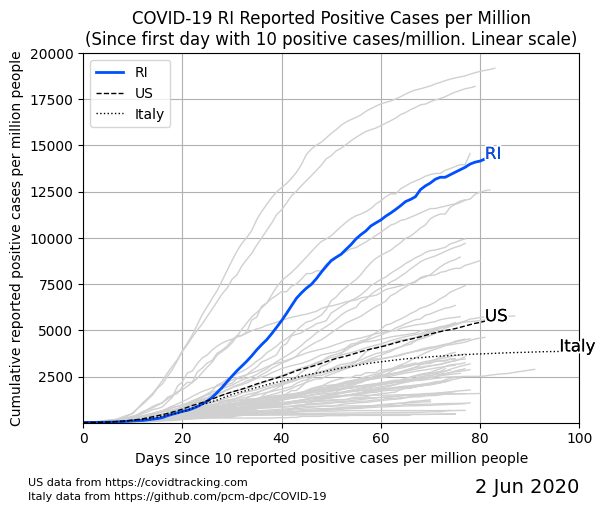 COVID-19 RI Reported Positive Cases per Million
(Since first day with 10 positive cases/million. Linear scale)
Cumulative reported positive cases per million people
20000
17500
15000
12500
10000
7500
5000
2500
RI
US
Italy
RI
US
Italy
0 20 40 60 80 100
Days since 10 reported positive cases per million people
US data from https://covidtracking.com
Italy data from https://github.com/pcm-dpc/COVID-19
2 Jun 2020